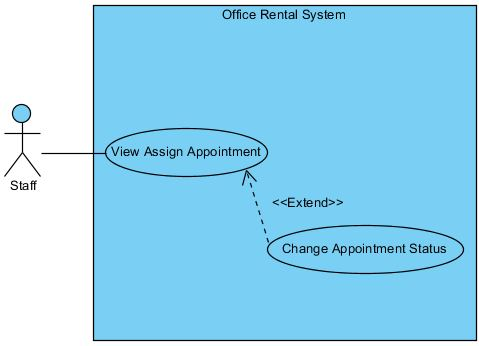 Office Rental System
View Assign Appointment
Staff
<<Extend>>
Change Appointment Status